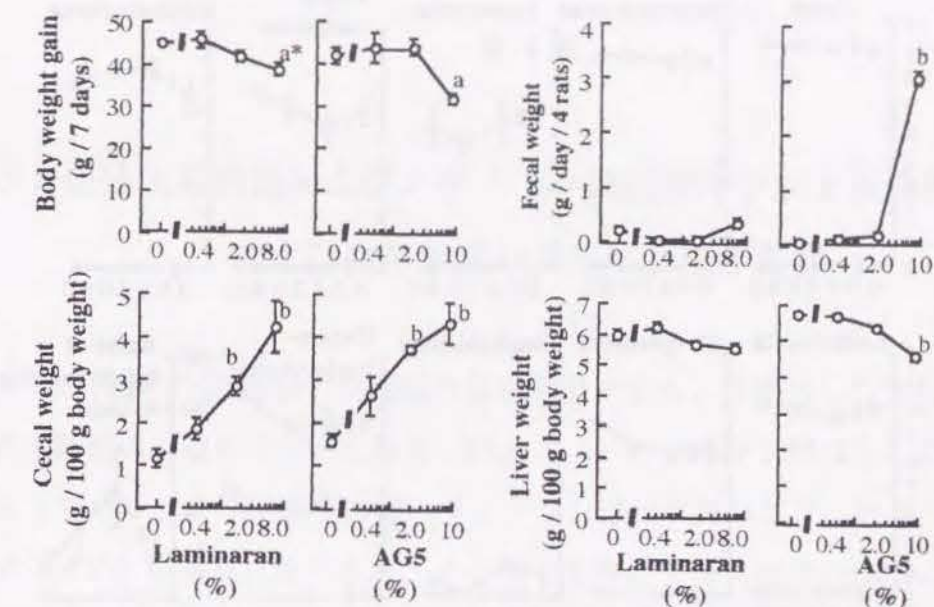 Body weight gain
(g / 7 days)
50
40
30
20
10
0
a*
0 0.4 2.0 8.0
a
0 0.4 2.0 10
Fecal weight
(g / day / 4 rats)
4
3
2
1
0
0 0.4 2.0 8.0
b
0 0.4 2.0 10
Cecal weight
(g / 100 g body weight)
5
4
3
2
1
0
b
b
0 0.4 2.0 8.0
Laminaran
(%)
b
b
0 0.4 2.0 10
AG5
(%)
Liver weight
(g / 100 g body weight)
7
6
5
4
3
2
1
0
0 0.4 2.0 8.0
Laminaran
(%)
b
0 0.4 2.0 10
AG5
(%)